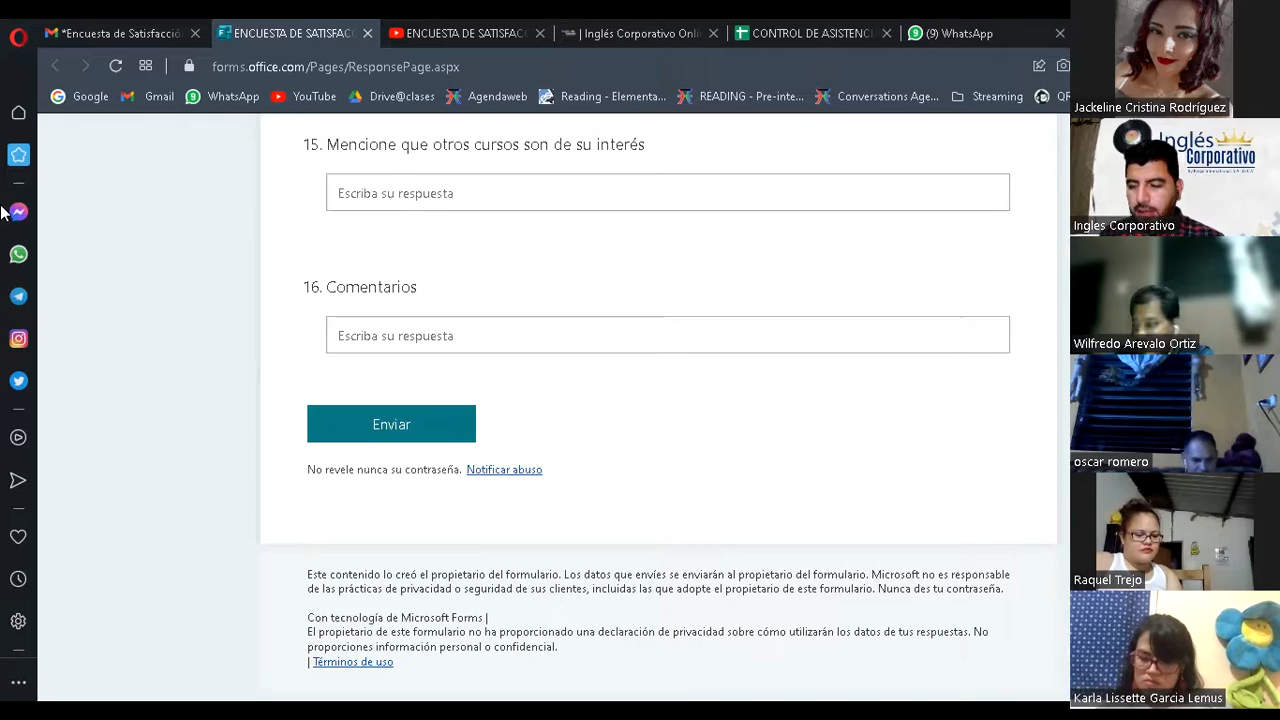 *Encuesta de Satisfacció
ENCUESTA DE SATISFAC
ENCUESTA DE SATISFAC
| Inglés Corporativo Onli
CONTROL DE ASISTEN
(9) WhatsApp
forms.office.com/Pages/ResponsePage.aspx
Google
Gmail
WhatsApp
YouTube
Drive@clases
Agendaweb
Reading - Elementa...
READING - Pre-inte...
Conversations Age...
Streaming
QR
15. Mencione que otros cursos son de su interés
Escriba su respuesta
16. Comentarios
Escriba su respuesta
Enviar
No revele nunca su contraseña. Notificar abuso
Este contenido lo creó el propietario del formulario. Los datos que envíes se enviarán al propietario del formulario. Microsoft no es responsable
de las prácticas de privacidad o seguridad de sus clientes, incluidas las que adopte el propietario de este formulario. Nunca des tu contraseña.
Con tecnología de Microsoft Forms |
El propietario de este formulario no ha proporcionado una declaración de privacidad sobre cómo utilizarán los datos de tus respuestas. No
proporciones información personal o confidencial.
| Términos de uso
Jackeline Cristina Rodríguez
Inglés
Corporativo
Ingles Corporativo
Wilfredo Arevalo Ortiz
oscar romero
Raquel Trejo
Karla Lissette Garcia Lemus